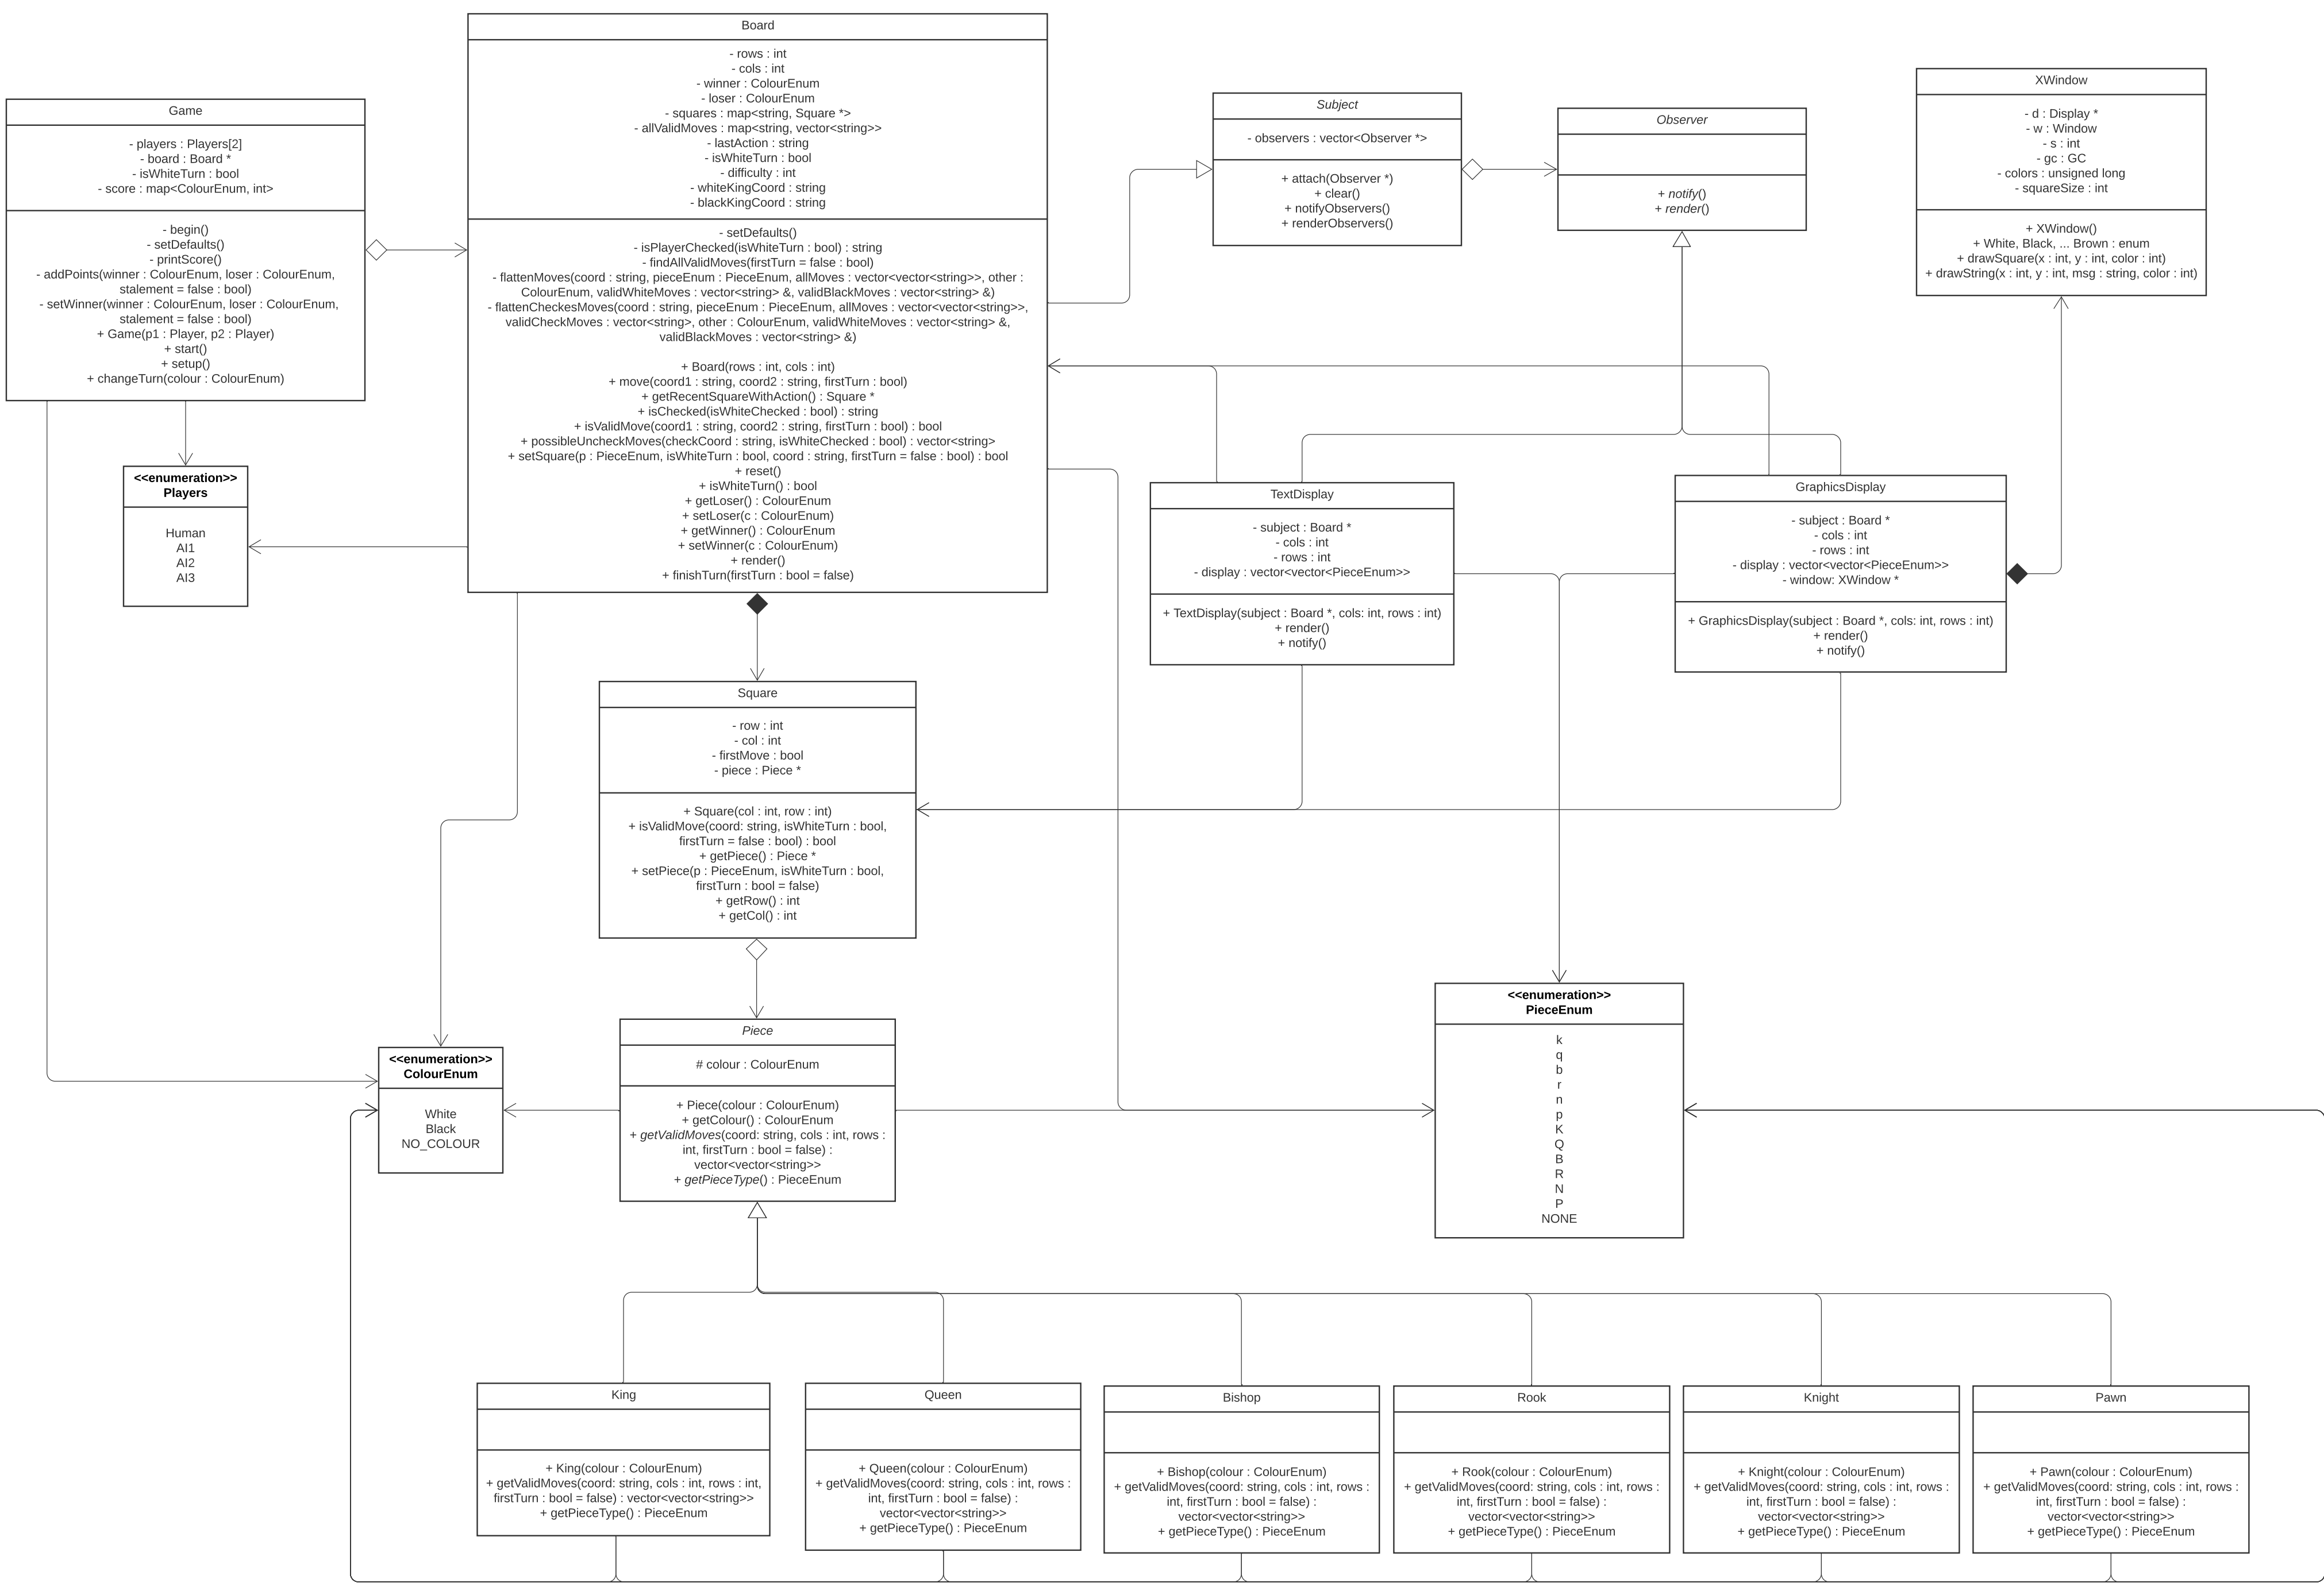 Board
- rows : int
- cols : int
- winner : ColourEnum
- loser : ColourEnum
- squares : map<string, Square *>
- allValidMoves : map<string, vector<string>>
- lastAction : string
- isWhiteTurn : bool
- difficulty : int
- whiteKingCoord : string
- blackKingCoord : string
- setDefaults()
- isPlayerChecked(isWhiteTurn : bool) : string
- findAllValidMoves(firstTurn = false : bool)
- flattenMoves(coord : string, pieceEnum : PieceEnum, allMoves : vector<vector<string>>, other :
ColourEnum, validWhiteMoves : vector<string> &, validBlackMoves : vector<string> &)
- flattenCheckesMoves(coord : string, pieceEnum : PieceEnum, allMoves : vector<vector<string>>,
validCheckMoves : vector<string>, other : ColourEnum, validWhiteMoves : vector<string> &,
validBlackMoves : vector<string> &)
+ Board(rows : int, cols : int)
+ move(coord1 : string, coord2 : string, firstTurn : bool)
+ getRecentSquareWithAction() : Square *
+ isChecked(isWhiteChecked : bool) : string
+ isValidMove(coord1 : string, coord2 : string, firstTurn : bool) : bool
+ possibleUncheckMoves(checkCoord : string, isWhiteChecked : bool) : vector<string>
+ setSquare(p : PieceEnum, isWhiteTurn : bool, coord : string, firstTurn = false : bool) : bool
+ reset()
+ isWhiteTurn() : bool
+ getLoser() : ColourEnum
+ setLoser(c : ColourEnum)
+ getWinner() : ColourEnum
+ setWinner(c : ColourEnum)
+ render()
+ finishTurn(firstTurn : bool = false)
Game
- players : Players[2]
- board : Board *
- isWhiteTurn : bool
- score : map<ColourEnum, int>
- begin()
- setDefaults()
- printScore()
- addPoints(winner : ColourEnum, loser : ColourEnum,
stalement = false : bool)
- setWinner(winner : ColourEnum, loser : ColourEnum,
stalement = false : bool)
+ Game(p1 : Player, p2 : Player)
+ start()
+ setup()
+ changeTurn(colour : ColourEnum)
Subject
- observers : vector<Observer *>
+ attach(Observer *)
+ clear()
+ notifyObservers()
+ renderObservers()
Observer
+ notify()
+ render()
XWindow
- d : Display *
- w : Window
- s : int
- gc : GC
- colors : unsigned long
- squareSize : int
+ XWindow()
+ White, Black, ... Brown : enum
+ drawSquare(x : int, y : int, color : int)
+ drawString(x : int, y : int, msg : string, color : int)
<<enumeration>>
Players
Human
AI1
AI2
AI3
TextDisplay
- subject : Board *
- cols : int
- rows : int
- display : vector<vector<PieceEnum>>
+ TextDisplay(subject : Board *, cols: int, rows : int)
+ render()
+ notify()
GraphicsDisplay
- subject : Board *
- cols : int
- rows : int
- display : vector<vector<PieceEnum>>
- window: XWindow *
+ GraphicsDisplay(subject : Board *, cols: int, rows : int)
+ render()
+ notify()
Square
- row : int
- col : int
- firstMove : bool
- piece : Piece *
+ Square(col : int, row : int)
+ isValidMove(coord: string, isWhiteTurn : bool,
firstTurn = false : bool) : bool
+ getPiece() : Piece *
+ setPiece(p : PieceEnum, isWhiteTurn : bool,
firstTurn : bool = false)
+ getRow() : int
+ getCol() : int
<<enumeration>>
ColourEnum
White
Black
NO_COLOUR
Piece
# colour : ColourEnum
+ Piece(colour : ColourEnum)
+ getColour() : ColourEnum
+ getValidMoves(coord: string, cols : int, rows :
int, firstTurn : bool = false) :
vector<vector<string>>
+ getPieceType() : PieceEnum
<<enumeration>>
PieceEnum
k
q
b
r
n
p
K
Q
B
R
N
P
NONE
King
+ King(colour : ColourEnum)
+ getValidMoves(coord: string, cols : int, rows : int,
firstTurn : bool = false) : vector<vector<string>>
+ getPieceType() : PieceEnum
Queen
+ Queen(colour : ColourEnum)
+ getValidMoves(coord: string, cols : int, rows :
int, firstTurn : bool = false) :
vector<vector<string>>
+ getPieceType() : PieceEnum
Bishop
+ Bishop(colour : ColourEnum)
+ getValidMoves(coord: string, cols : int, rows :
int, firstTurn : bool = false) :
vector<vector<string>>
+ getPieceType() : PieceEnum
Rook
+ Rook(colour : ColourEnum)
+ getValidMoves(coord: string, cols : int, rows :
int, firstTurn : bool = false) :
vector<vector<string>>
+ getPieceType() : PieceEnum
Knight
+ Knight(colour : ColourEnum)
+ getValidMoves(coord: string, cols : int, rows :
int, firstTurn : bool = false) :
vector<vector<string>>
+ getPieceType() : PieceEnum
Pawn
+ Pawn(colour : ColourEnum)
+ getValidMoves(coord: string, cols : int, rows :
int, firstTurn : bool = false) :
vector<vector<string>>
+ getPieceType() : PieceEnum